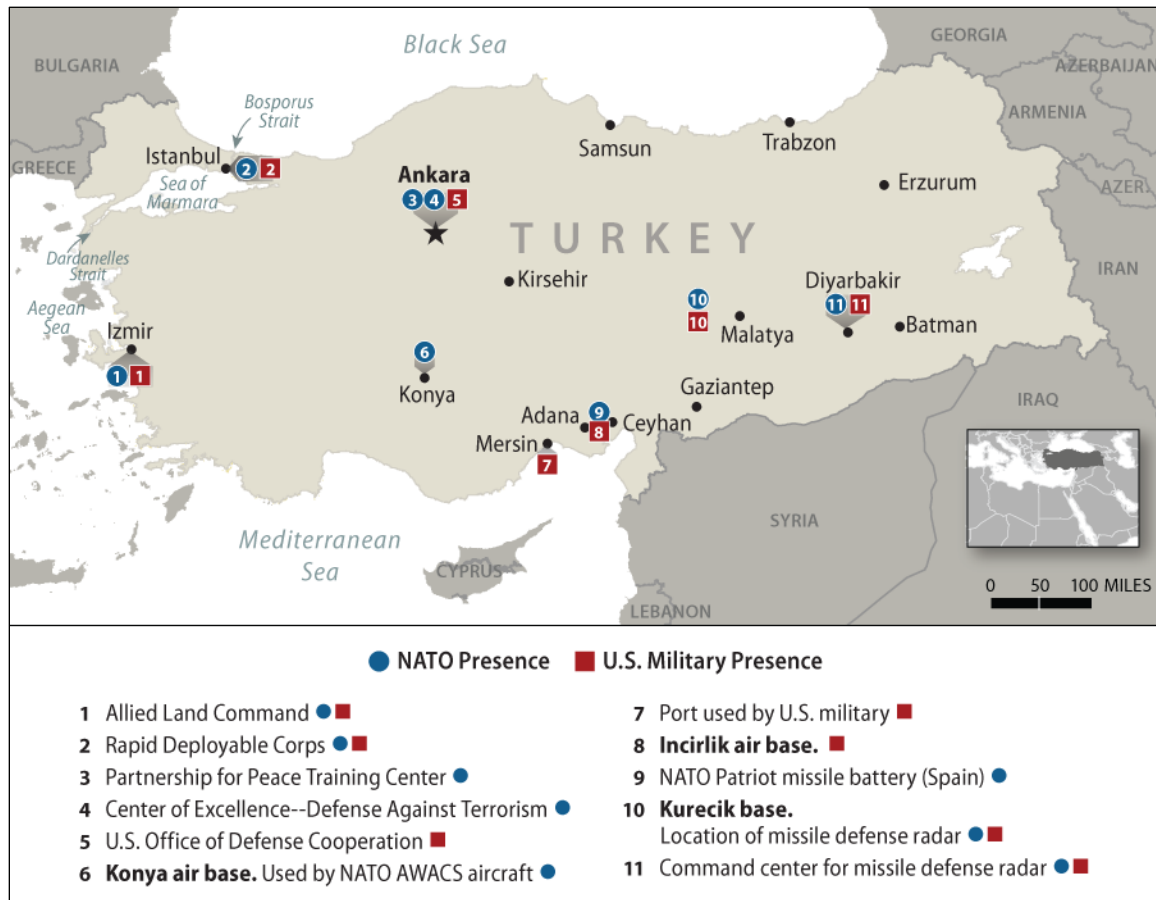 Black Sea
GEORGIA
BULGARIA
AZERBAIJAN
ARMENIA
Bosporus
Strait
Istanbul
2 2
GREECE
Sea of
Marmara
Samsun
Trabzon
Ankara
3 4 5
Erzurum
AZER.
TURKEY
Dardanelles
Strait
Kirsehir
Diyarbakir
IRAN
Aegean
Sea
10
11 11
10
Malatya
Batman
Izmir
1 1
6
Konya
Gaziantep
IRAQ
Adana
9
8
Ceyhan
Mersin
7
SYRIA
Mediterranean
Sea
CYPRUS
LEBANON
0 50 100 MILES
NATO Presence U.S. Military Presence
1 Allied Land Command
2 Rapid Deployable Corps
3 Partnership for Peace Training Center
4 Center of Excellence--Defense Against Terrorism
5 U.S. Office of Defense Cooperation
6 Konya air base. Used by NATO AWACS aircraft
7 Port used by U.S. military
8 Incirlik air base.
9 NATO Patriot missile battery (Spain)
10 Kurecik base.
Location of missile defense radar
11 Command center for missile defense radar